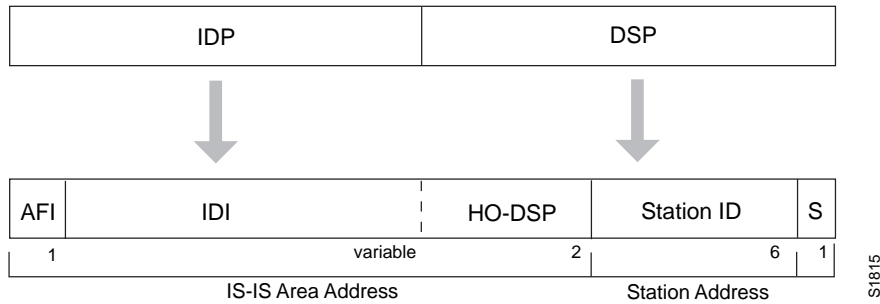 IDP DSP
AFI IDI HO-DSP Station ID S
1 variable 2 6 1
IS-IS Area Address Station Address
S1815